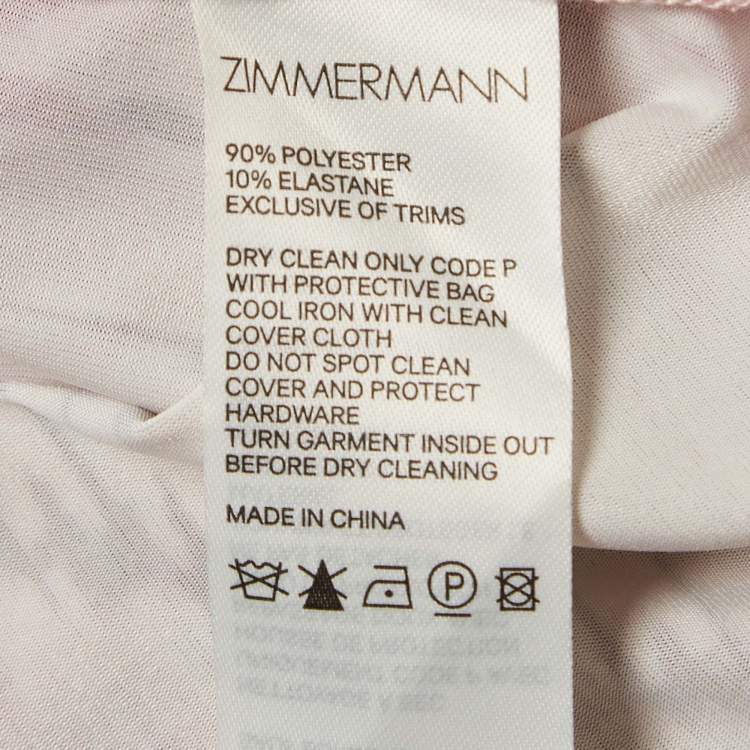 ZIMMERMANN
90% POLYESTER
10% ELASTANE
EXCLUSIVE OF TRIMS
DRY CLEAN ONLY CODE P
WITH PROTECTIVE BAG
COOL IRON WITH CLEAN
COVER CLOTH
DO NOT SPOT CLEAN
COVER AND PROTECT
HARDWARE
TURN GARMENT INSIDE OUT
BEFORE DRY CLEANING
MADE IN CHINA
P